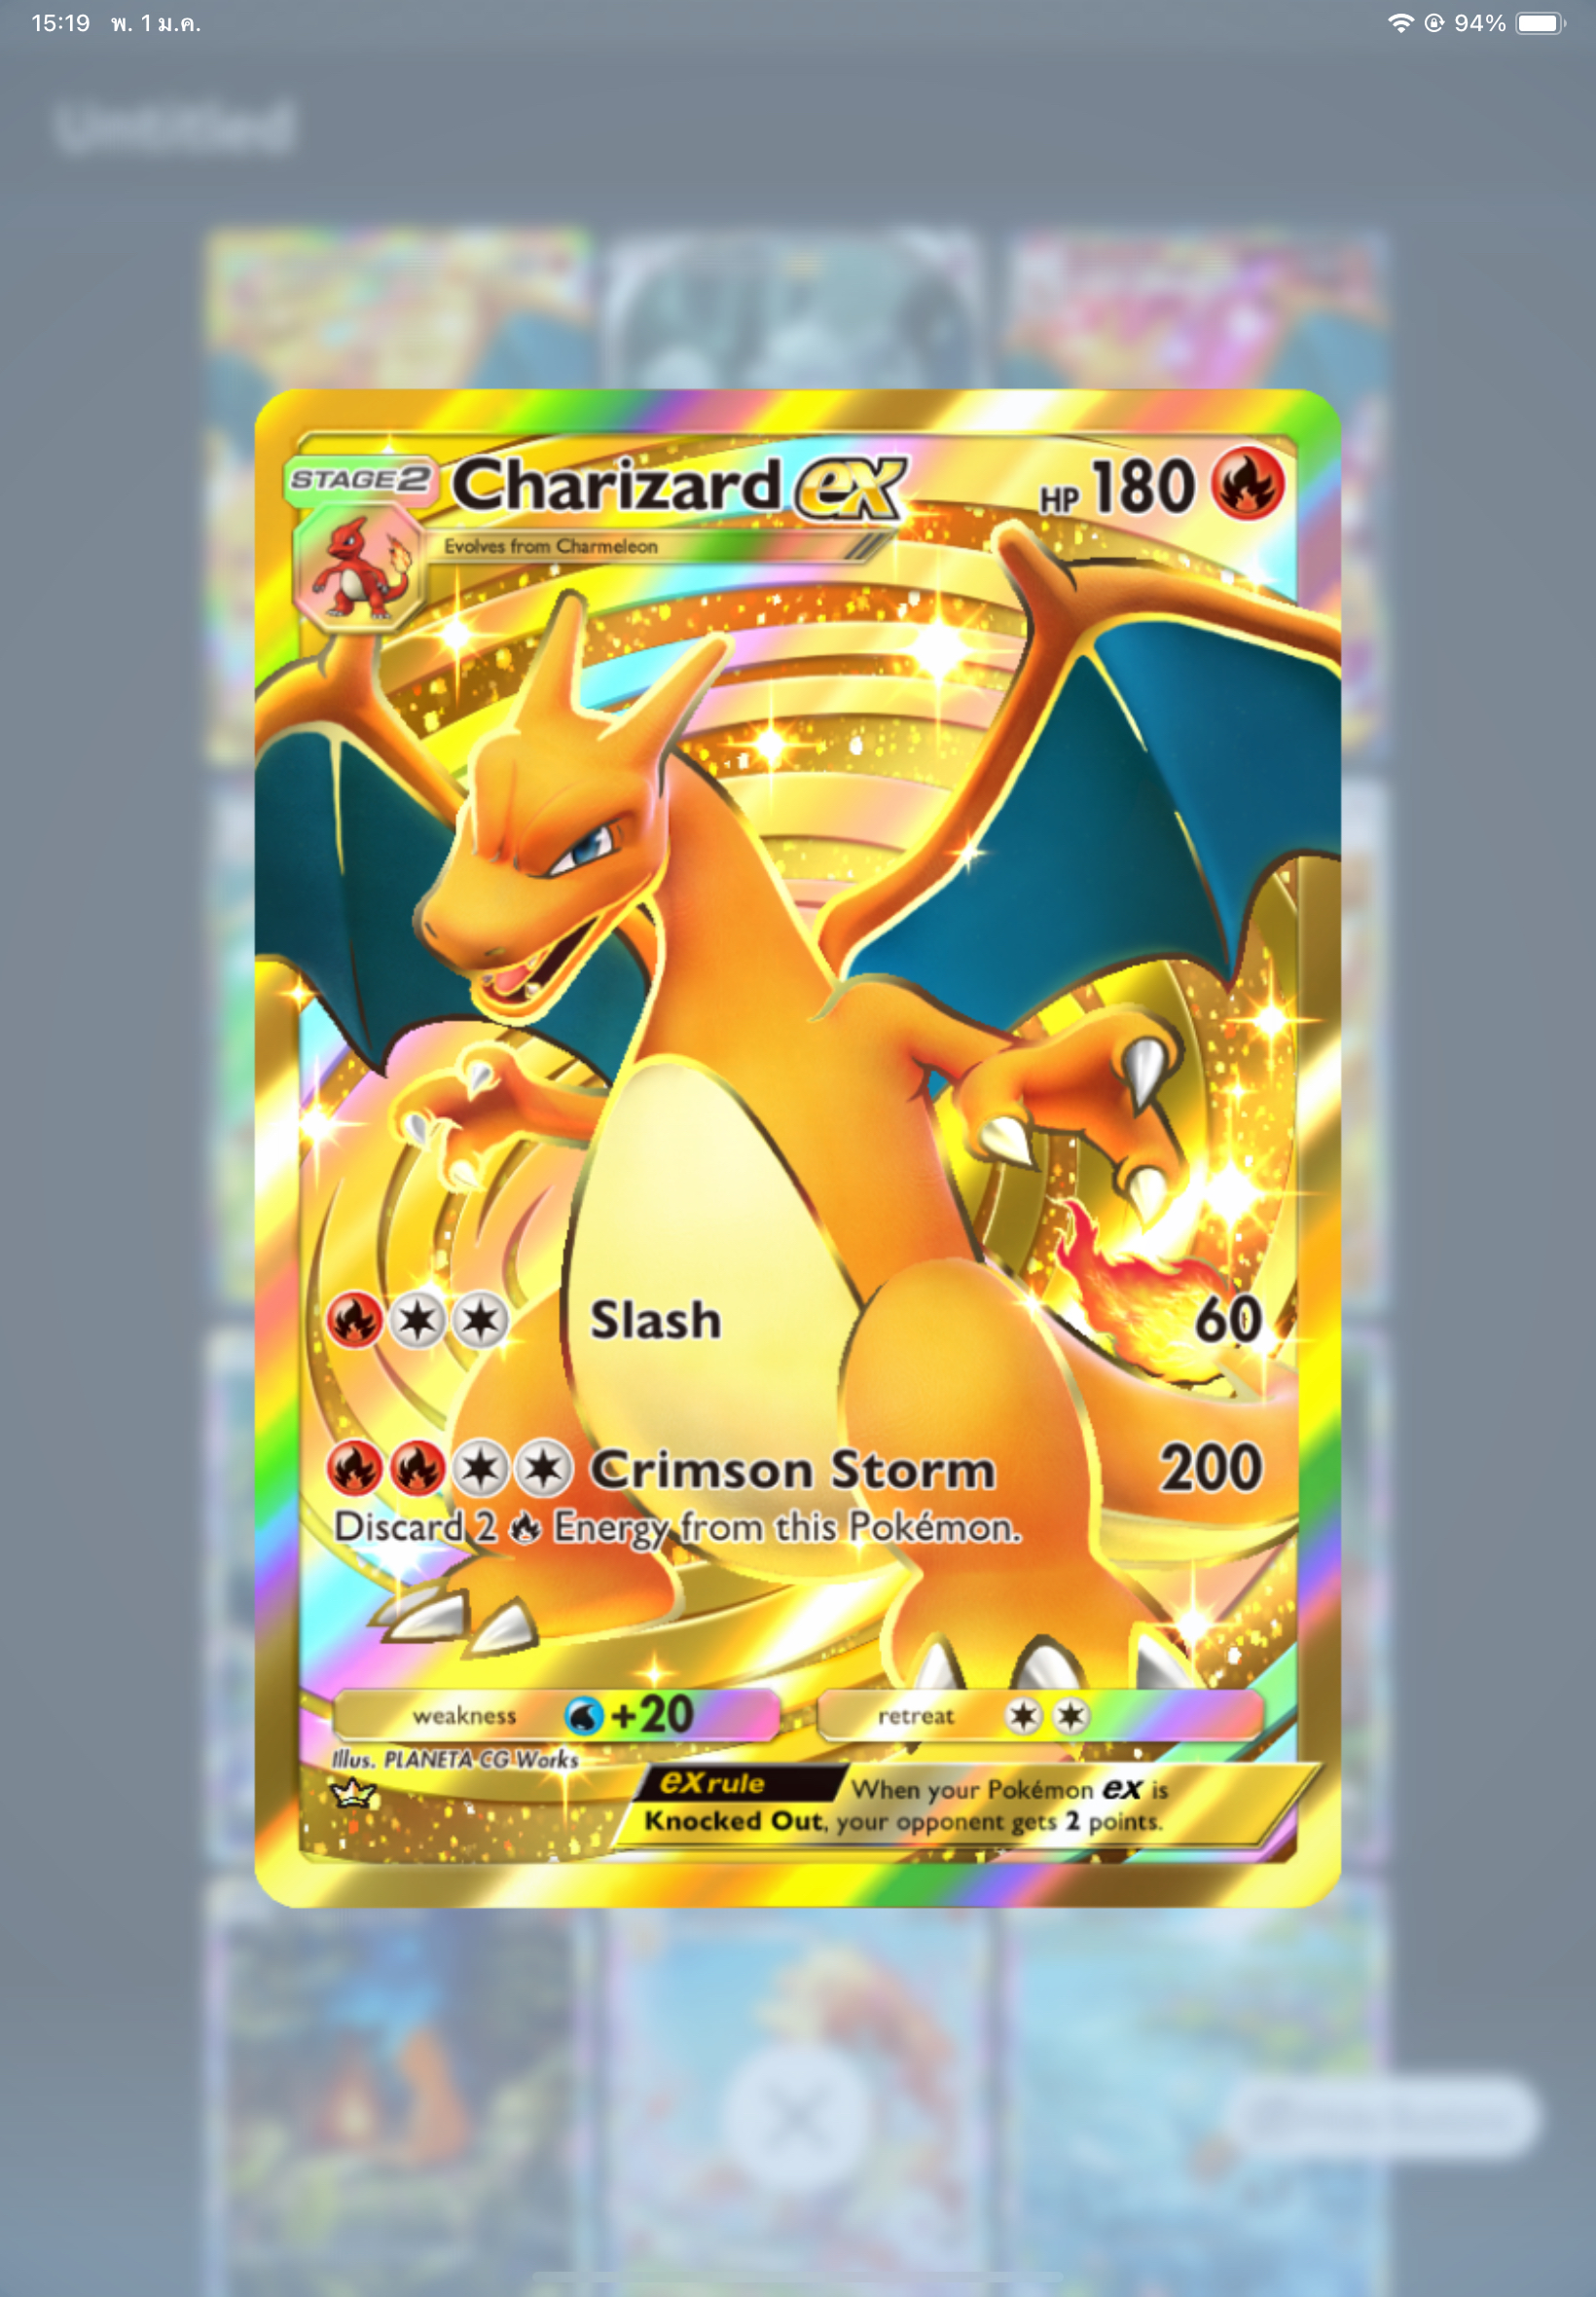 15:19 พ. 1 ม.ค.
94%
Untitled
STAGE2 Charizard ex HP 180
Evolves from Charmeleon
Slash 60
Crimson Storm 200
Discard 2 Energy from this Pokémon.
weakness +20 retreat
Illus. PLANETA CG Works
ex rule When your Pokémon ex is
Knocked Out, your opponent gets 2 points.